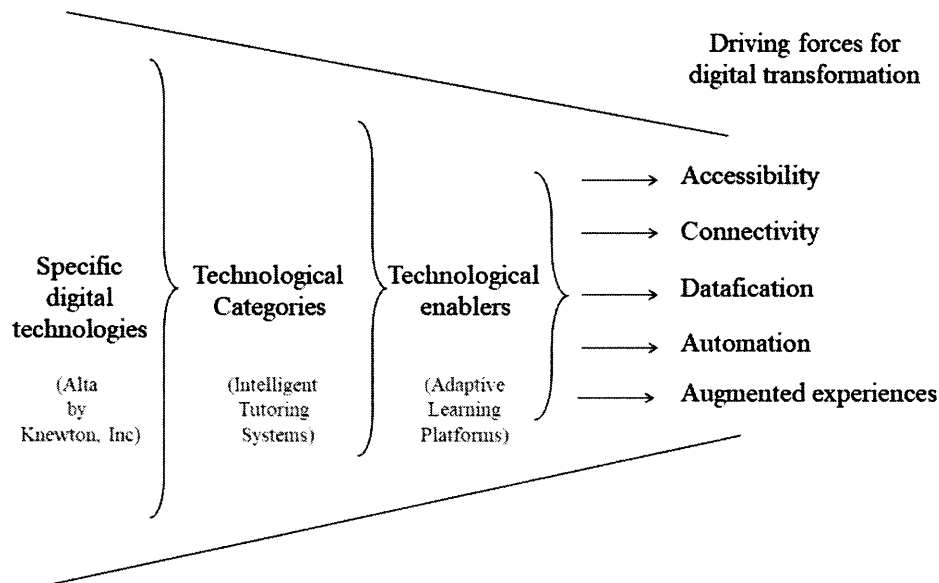 Driving forces for
digital transformation
Specific
digital
technologies
(Alta
by
Knewton, Inc)
Technological
Categories
(Intelligent
Tutoring
Systems)
Technological
enablers
(Adaptive
Learning
Platforms)
Accessibility
Connectivity
Datafication
Automation
Augmented experiences